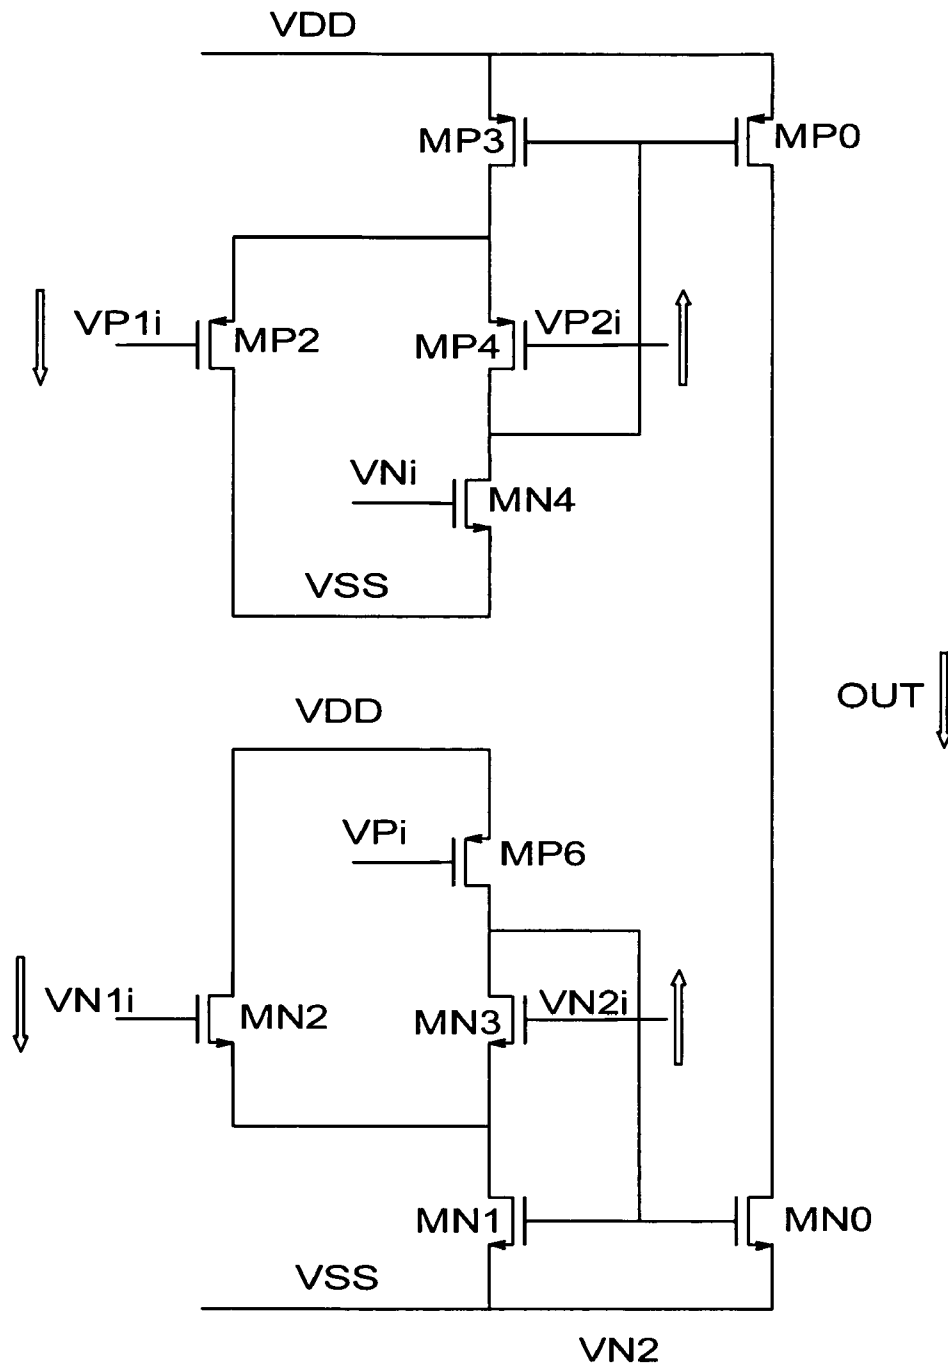 VDD
MP3
MP0
VP1i
MP2
MP4
VP2i
VNi
MN4
VSS
OUT
VDD
VPi
MP6
VN1i
MN2
MN3
VN2i
MN1
MN0
VSS
VN2